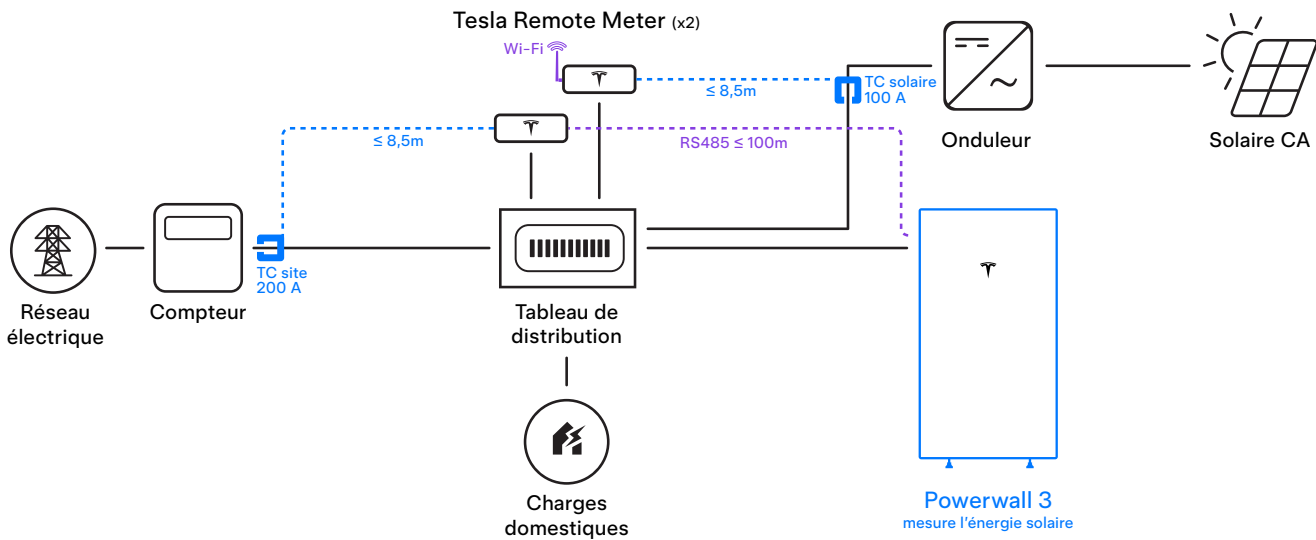 Tesla Remote Meter (x2)
Wi-Fi
≤ 8,5m
TC solaire
100 A
Onduleur
Solaire CA
≤ 8,5m
RS485 ≤ 100m
TC site
200 A
Réseau
électrique
Compteur
Tableau de
distribution
Charges
domestiques
Powerwall 3
mesure l’énergie solaire